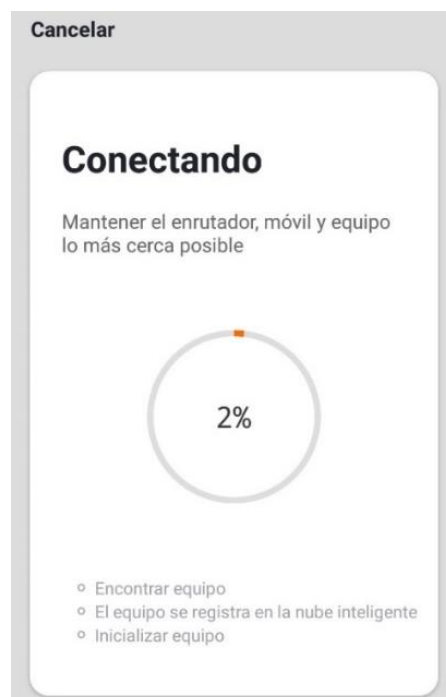 Cancelar
Conectando
Mantener el enrutador, móvil y equipo
lo más cerca posible
2%
Encontrar equipo
El equipo se registra en la nube inteligente
Inicializar equipo